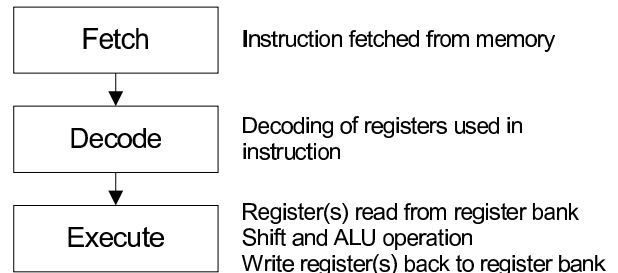 Fetch
Instruction fetched from memory
Decode
Decoding of registers used in
instruction
Execute
Register(s) read from register bank
Shift and ALU operation
Write register(s) back to register bank